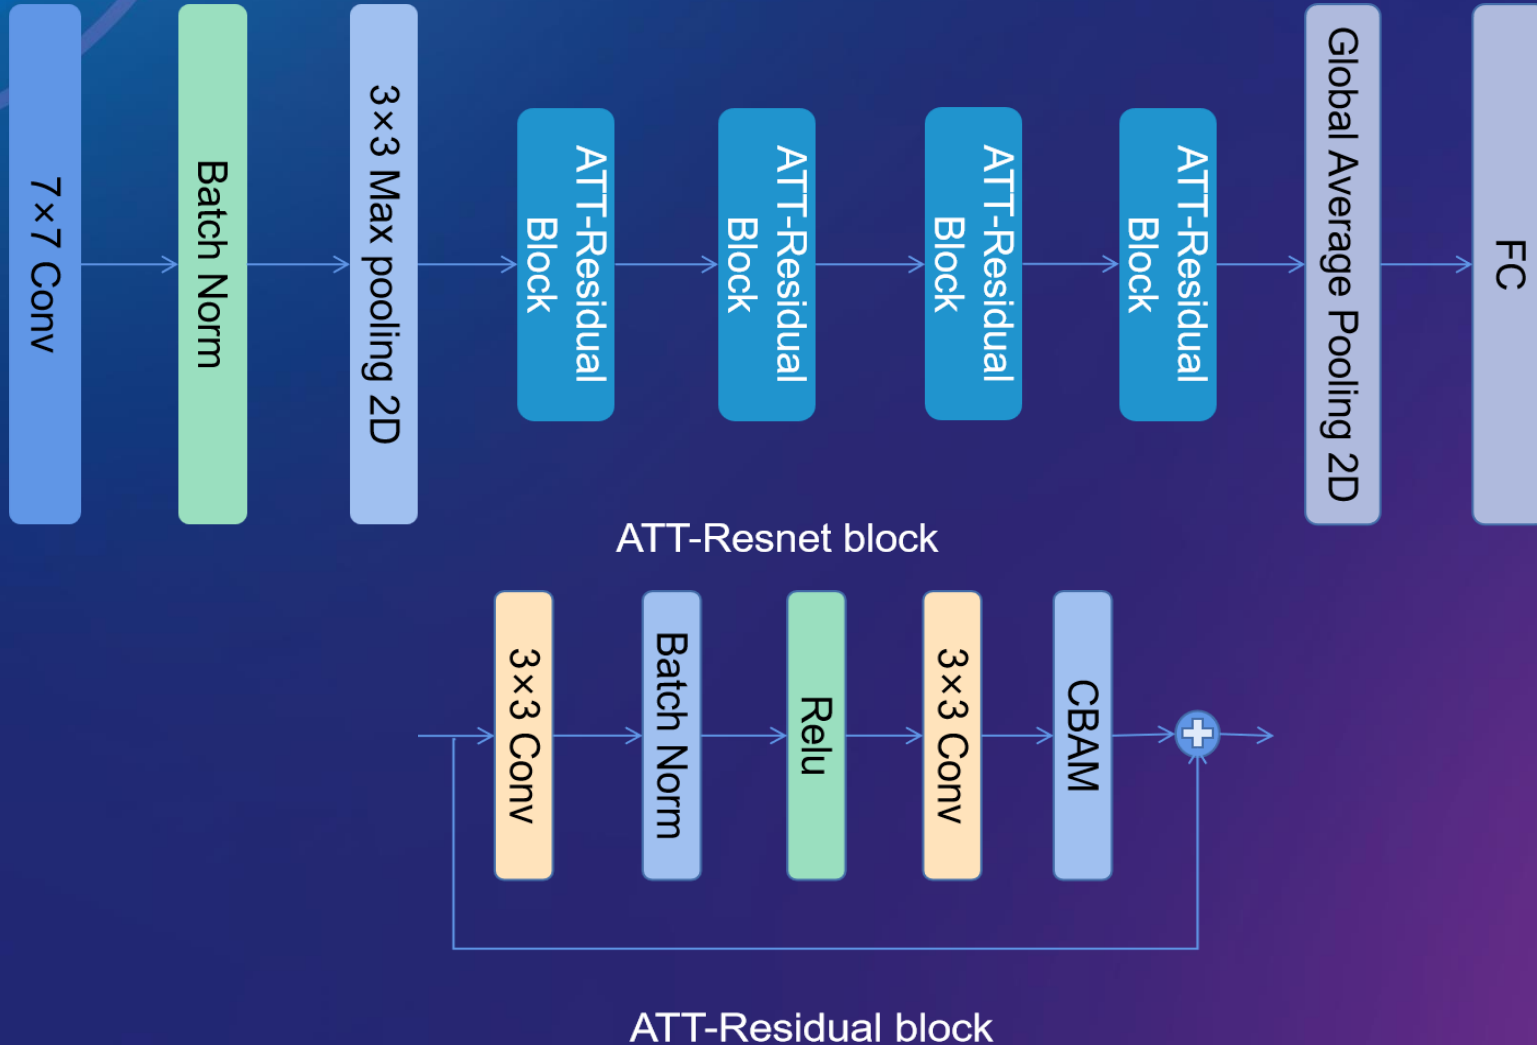 7×7 Conv
Batch Norm
3×3 Max pooling 2D
ATT-Residual
Block
ATT-Residual
Block
ATT-Residual
Block
ATT-Residual
Block
Global Average Pooling 2D
FC
ATT-Resnet block
3×3 Conv
Batch Norm
Relu
3×3 Conv
CBAM
ATT-Residual block